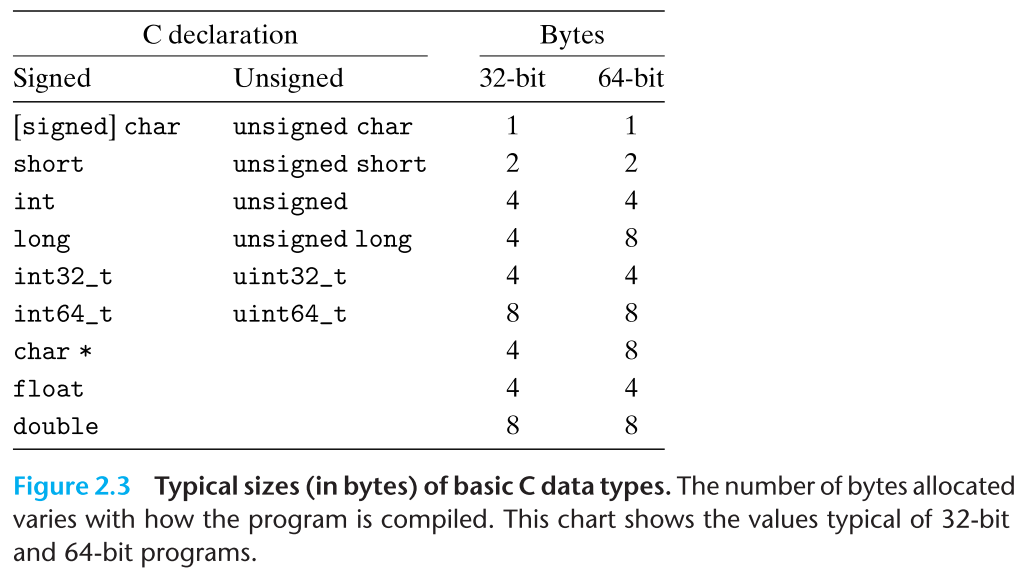 C declaration Bytes
Signed Unsigned 32-bit 64-bit
[signed] char unsigned char 1 1
short unsigned short 2 2
int unsigned 4 4
long unsigned long 4 8
int32_t uint32_t 4 4
int64_t uint64_t 8 8
char * 4 8
float 4 4
double 8 8
Figure 2.3 Typical sizes (in bytes) of basic C data types. The number of bytes allocated
varies with how the program is compiled. This chart shows the values typical of 32-bit
and 64-bit programs.